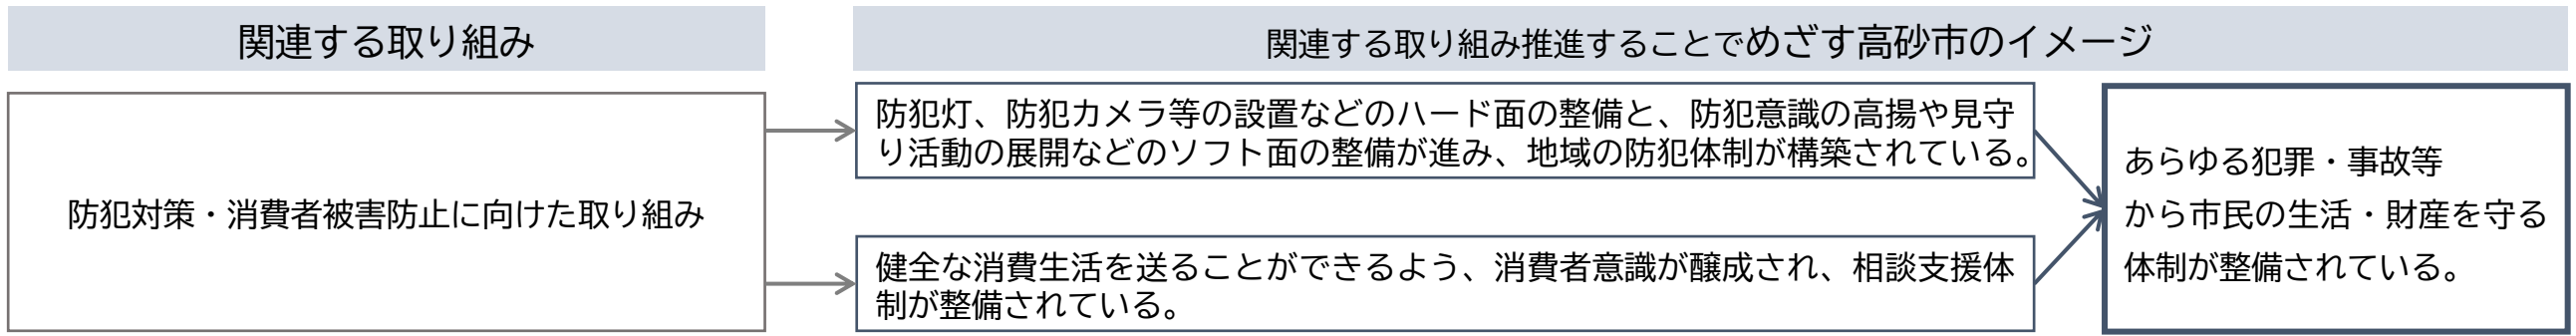 関連する取り組み
関連する取り組み推進することでめざす高砂市のイメージ
防犯対策・消費者被害防止に向けた取り組み
防犯灯、防犯カメラ等の設置などのハード面の整備と、防犯意識の高揚や見守
り活動の展開などのソフト面の整備が進み、地域の防犯体制が構築されている。
健全な消費生活を送ることができるよう、消費者意識が醸成され、相談支援体
制が整備されている。
あらゆる犯罪・事故等
から市民の生活・財産を守る
体制が整備されている。